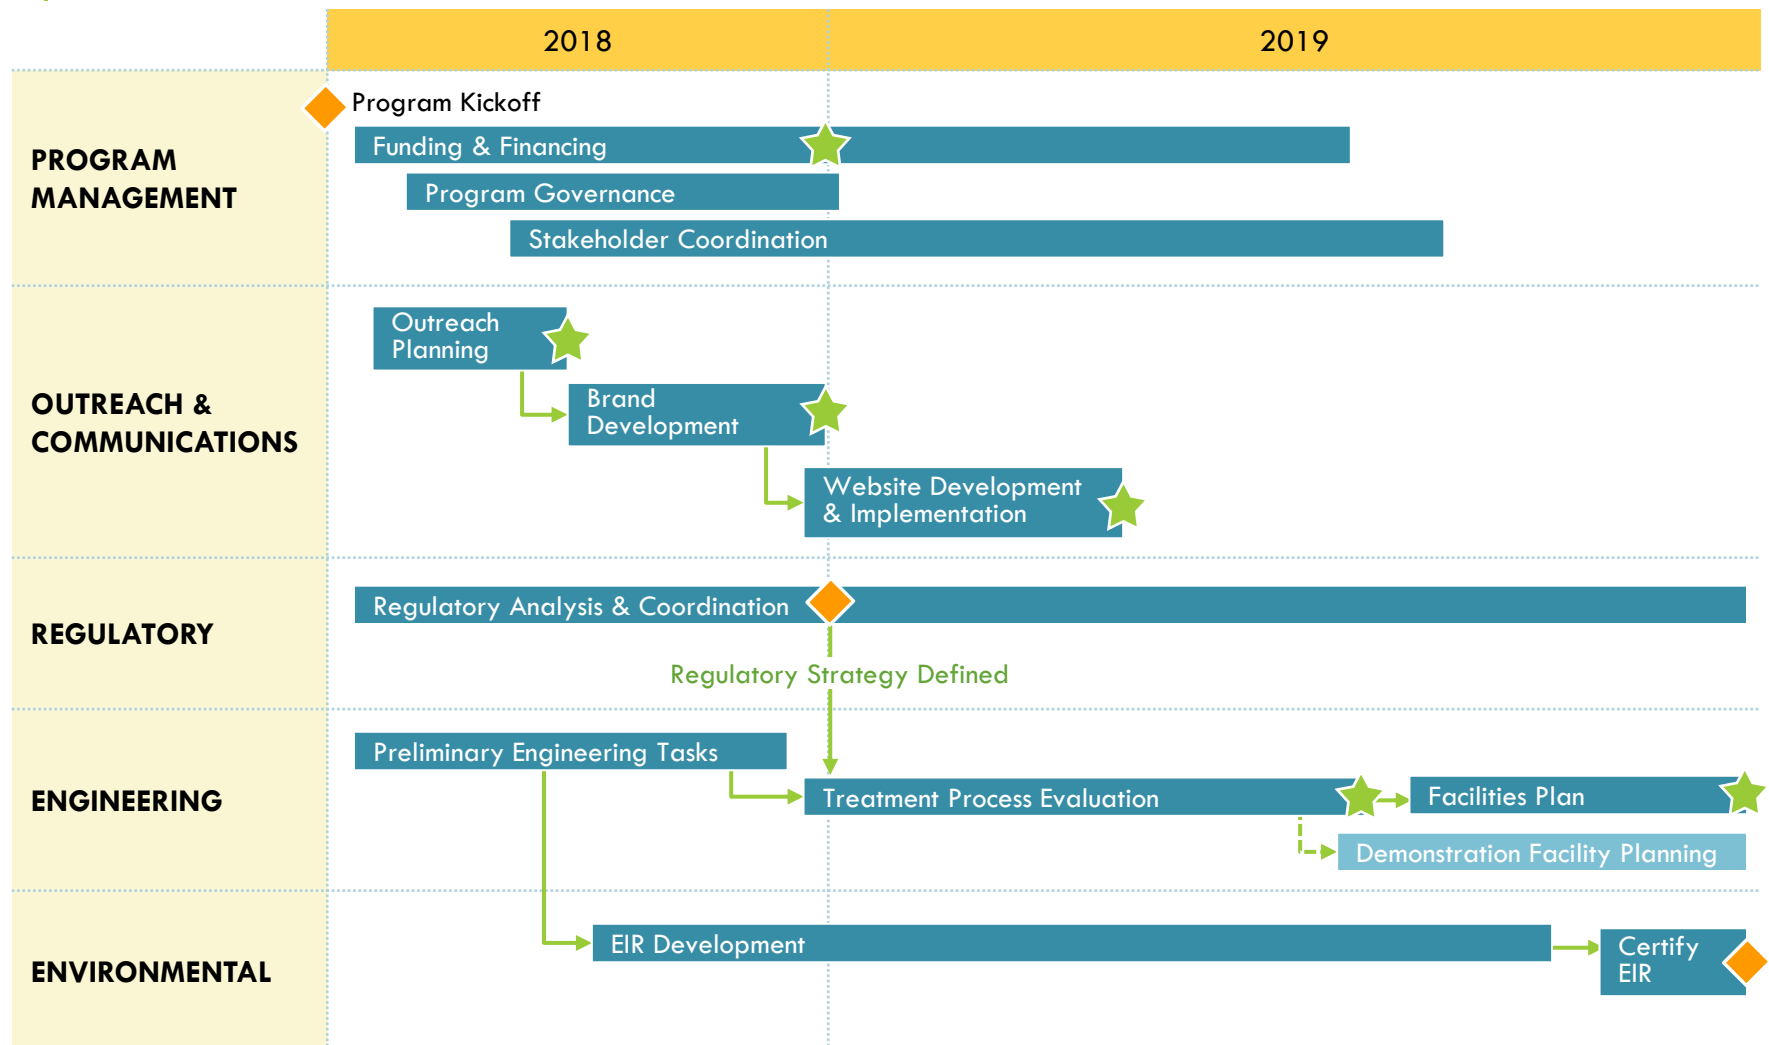 2018
2019
PROGRAM
MANAGEMENT
Program Kickoff
Funding & Financing
Program Governance
Stakeholder Coordination
OUTREACH &
COMMUNICATIONS
Outreach
Planning
Brand
Development
Website Development
& Implementation
REGULATORY
Regulatory Analysis & Coordination
Regulatory Strategy Defined
ENGINEERING
Preliminary Engineering Tasks
Treatment Process Evaluation
Facilities Plan
Demonstration Facility Planning
ENVIRONMENTAL
EIR Development
Certify
EIR